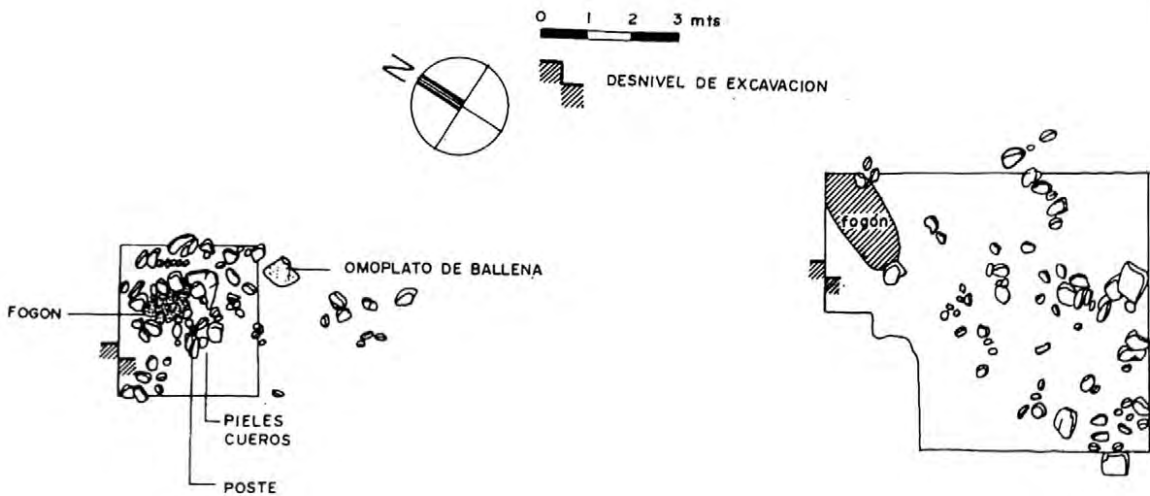 0 1 2 3 mts
N
DESNIVEL DE EXCAVACION
fogón
OMOPLATO DE BALLENA
FOGON
PIELES
CUEROS
POSTE